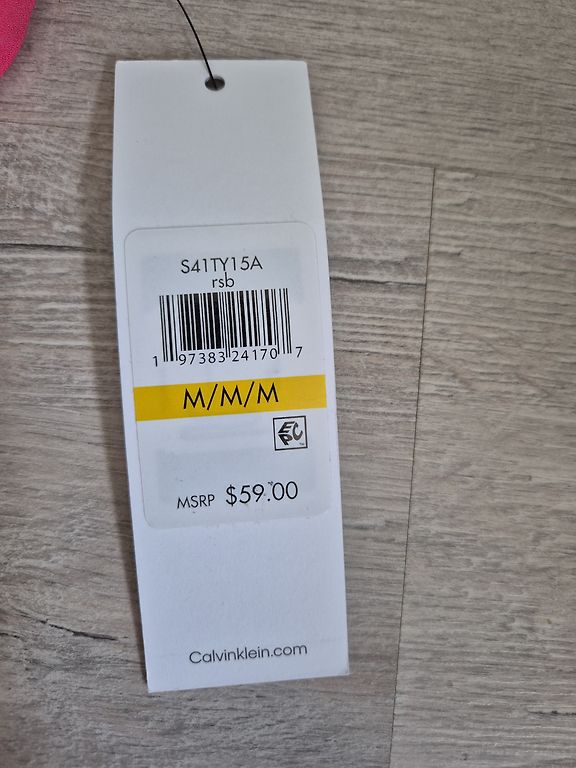 S41TY15A
rsb
1 97383 24170 7
M/M/M
EPC
MSRP $59.00
Calvinklein.com